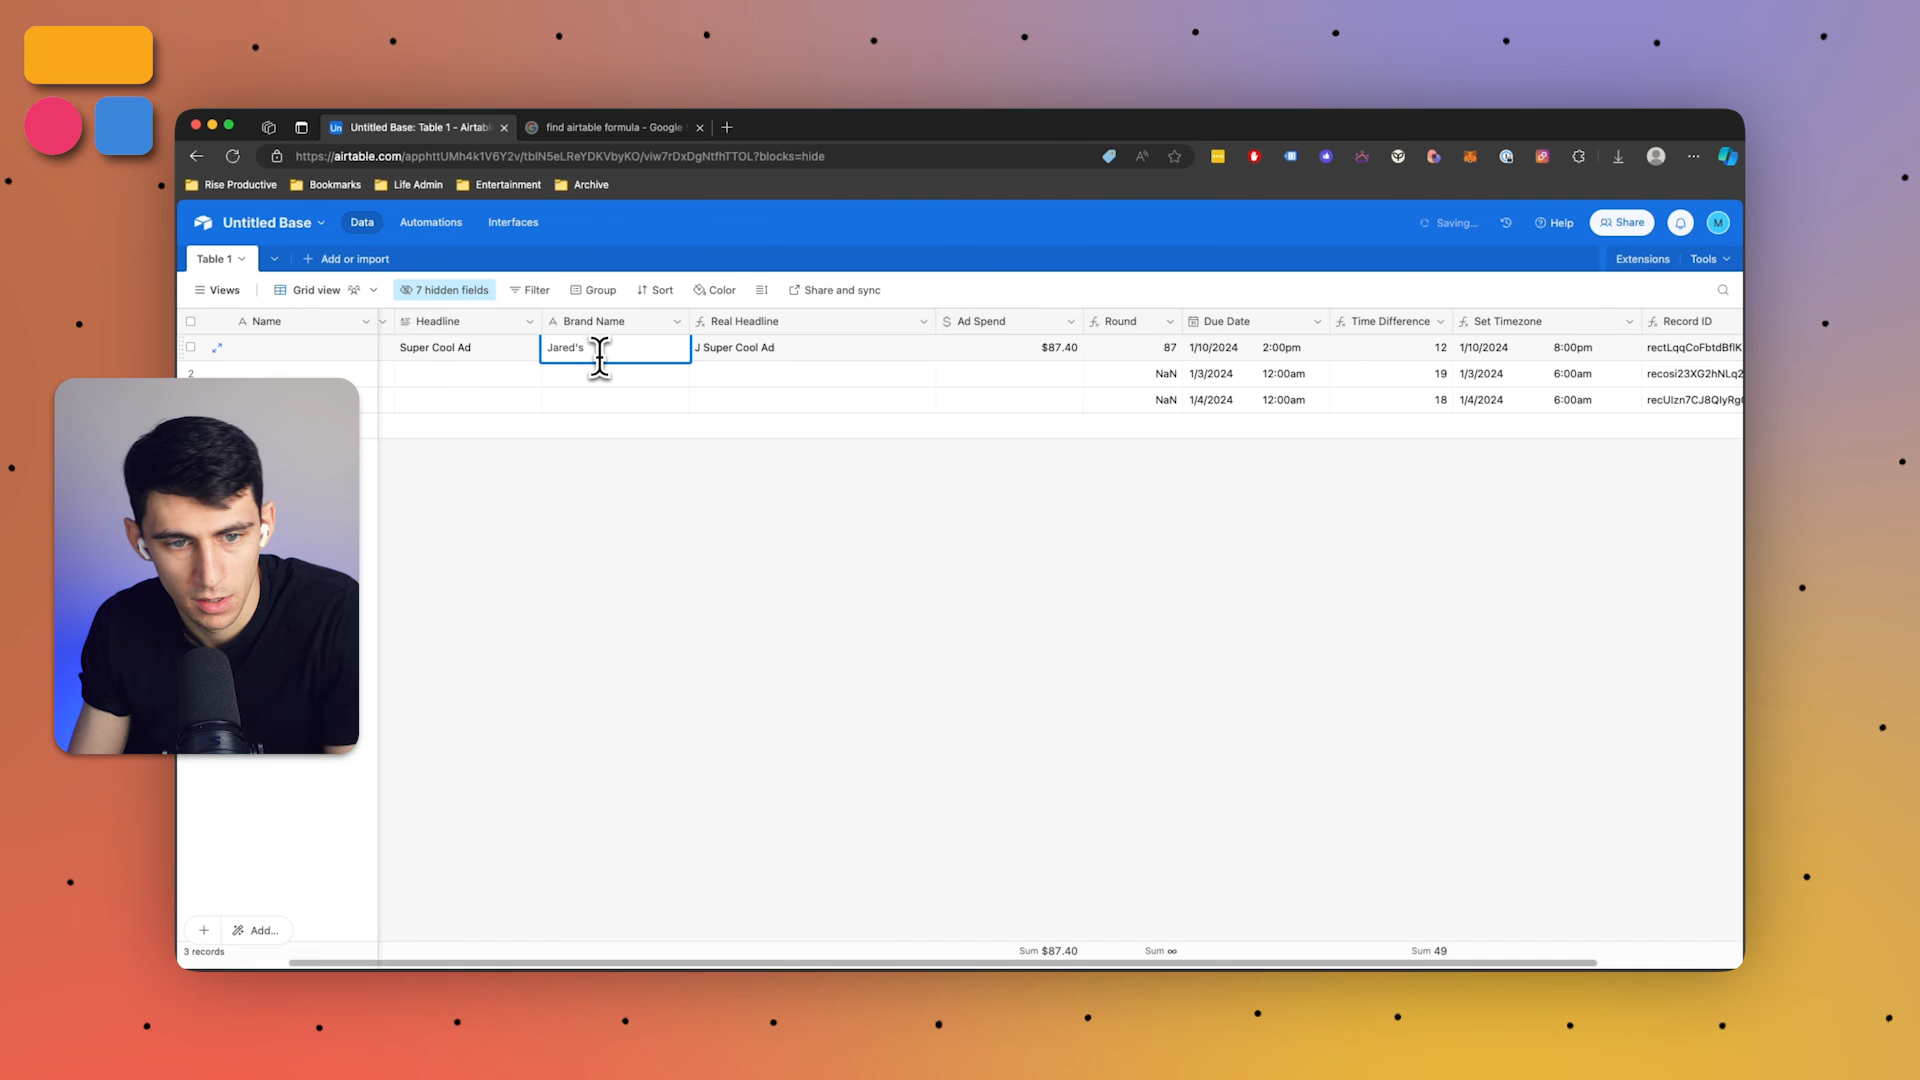 Untitled Base: Table 1 - Airtabl
find airtable formula - Google
https://airtable.com/apphttUMh4k1V6Y2v/tblN5eLReYDKVbyKO/viw7rDxDgNtfhTTOL?blocks=hide
Rise Productive Bookmarks Life Admin Entertainment Archive
Untitled Base Data Automations Interfaces Saving... Help Share M
Table 1 Add or import Extensions Tools
Views Grid view 7 hidden fields Filter Group Sort Color Share and sync
Name Headline Brand Name Real Headline Ad Spend Round Due Date Time Difference Set Timezone Record ID
Super Cool Ad Jared's J Super Cool Ad $87.40 87 1/10/2024 2:00pm 12 1/10/2024 8:00pm rectLqqCoFbtdBflK
2 NaN 1/3/2024 12:00am 19 1/3/2024 6:00am recosi23XG2hNLq2
NaN 1/4/2024 12:00am 18 1/4/2024 6:00am recUlzn7CJ8QlyRg
Add...
3 records Sum $87.40 Sum ∞ Sum 49